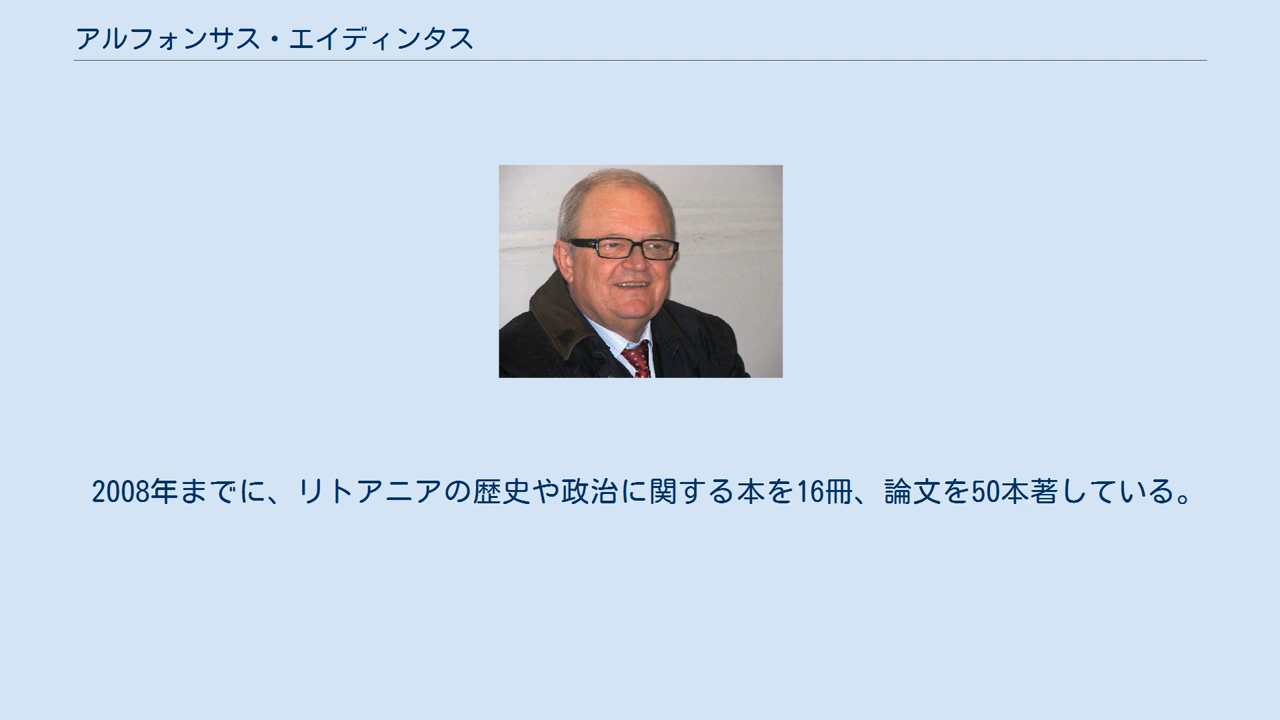 アルフォンサス・エイディンタス
2008年までに、リトアニアの歴史や政治に関する本を16冊、論文を50本著している。